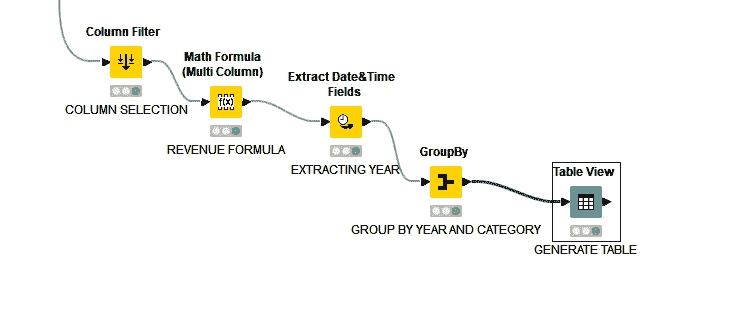 Column Filter
COLUMN SELECTION
Math Formula
(Multi Column)
f(x)
REVENUE FORMULA
Extract Date&Time
Fields
EXTRACTING YEAR
GroupBy
GROUP BY YEAR AND CATEGORY
Table View
GENERATE TABLE